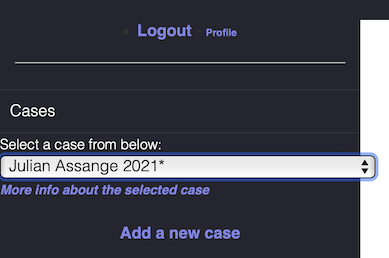 Logout Profile
Cases
Select a case from below:
Julian Assange 2021*
More info about the selected case
Add a new case